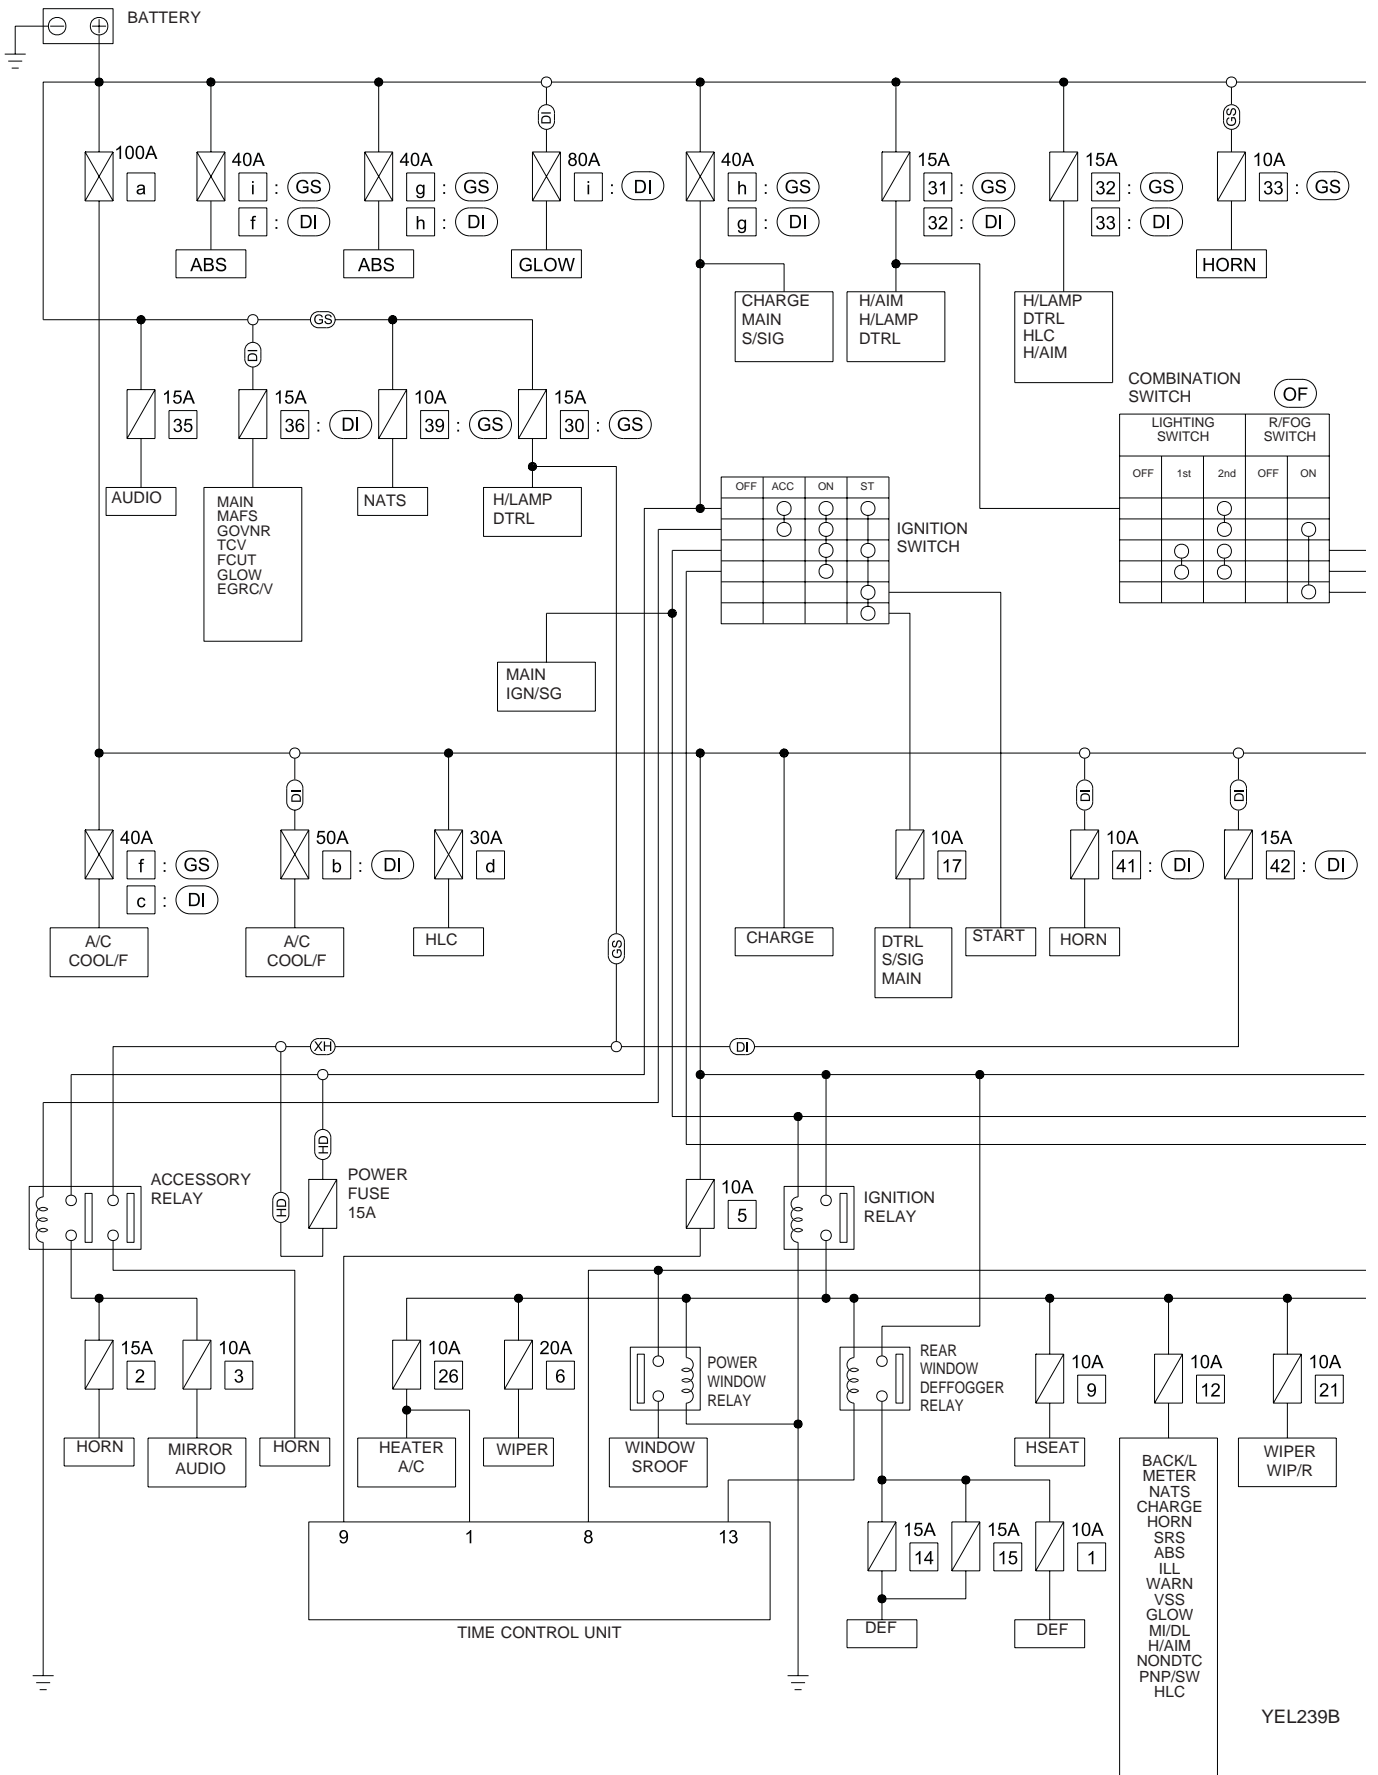 BATTERY
DI
GS
100A
a
40A
i : GS
f : DI
ABS
40A
g : GS
h : DI
ABS
80A
i : DI
GLOW
40A
h : GS
g : DI
CHARGE
MAIN
S/SIG
15A
31 : GS
32 : DI
H/AIM
H/LAMP
DTRL
15A
32 : GS
33 : DI
H/LAMP
DTRL
HLC
H/AIM
10A
33 : GS
HORN
GS
DI
15A
35
AUDIO
15A
36 : DI
MAIN
MAFS
GOVNR
TCV
FCUT
GLOW
EGRC/V
10A
39 : GS
NATS
15A
30 : GS
H/LAMP
DTRL
OFF ACC ON ST
IGNITION
SWITCH
COMBINATION
SWITCH
OF
LIGHTING
SWITCH
R/FOG
SWITCH
OFF 1st 2nd OFF ON
MAIN
IGN/SG
DI
DI
DI
40A
f : GS
c : DI
A/C
COOL/F
50A
b : DI
A/C
COOL/F
30A
d
HLC
GS
CHARGE
10A
17
DTRL
S/SIG
MAIN
START
10A
41 : DI
HORN
15A
42 : DI
XH
DI
HD
HD
ACCESSORY
RELAY
POWER
FUSE
15A
10A
5
IGNITION
RELAY
15A
2
HORN
10A
3
MIRROR
AUDIO
HORN
10A
26
HEATER
A/C
20A
6
WIPER
POWER
WINDOW
RELAY
WINDOW
SROOF
REAR
WINDOW
DEFFOGGER
RELAY
10A
9
HSEAT
10A
12
BACK/L
METER
NATS
CHARGE
HORN
SRS
ABS
ILL
WARN
VSS
GLOW
MI/DL
H/AIM
NONDTC
PNP/SW
HLC
10A
21
WIPER
WIP/R
9 1 8 13
TIME CONTROL UNIT
15A
14
15A
15
DEF
10A
1
DEF
YEL239B